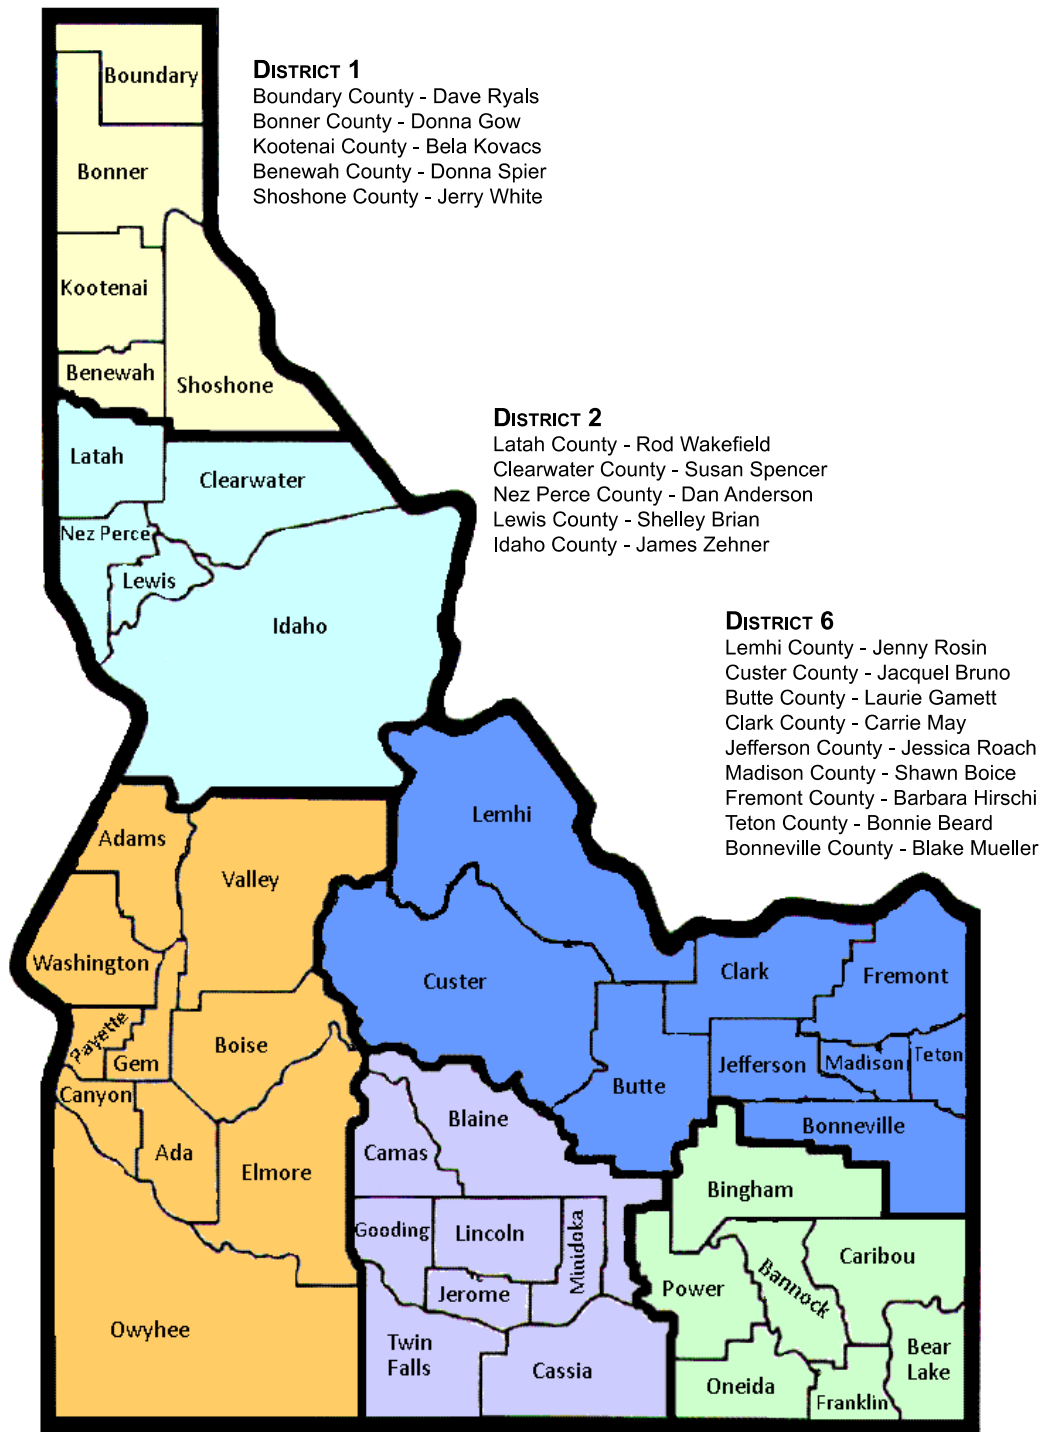 Boundary
DISTRICT 1
Boundary County - Dave Ryals
Bonner County - Donna Gow
Kootenai County - Bela Kovacs
Benewah County - Donna Spier
Shoshone County - Jerry White
Bonner
Kootenai
Benewah
Shoshone
DISTRICT 2
Latah County - Rod Wakefield
Clearwater County - Susan Spencer
Nez Perce County - Dan Anderson
Lewis County - Shelley Brian
Idaho County - James Zehner
Latah
Clearwater
Nez Perce
Lewis
Idaho
DISTRICT 6
Lemhi County - Jenny Rosin
Custer County - Jacquel Bruno
Butte County - Laurie Gamett
Clark County - Carrie May
Jefferson County - Jessica Roach
Madison County - Shawn Boice
Fremont County - Barbara Hirschi
Teton County - Bonnie Beard
Bonneville County - Blake Mueller
Lemhi
Adams
Valley
Washington
Custer
Clark
Fremont
Payette
Gem
Boise
Butte
Jefferson
Madison
Teton
Canyon
Ada
Elmore
Blaine
Camas
Bonneville
Bingham
Gooding
Lincoln
Minidoka
Jerome
Power
Bannock
Caribou
Owyhee
Twin
Falls
Cassia
Oneida
Franklin
Bear
Lake